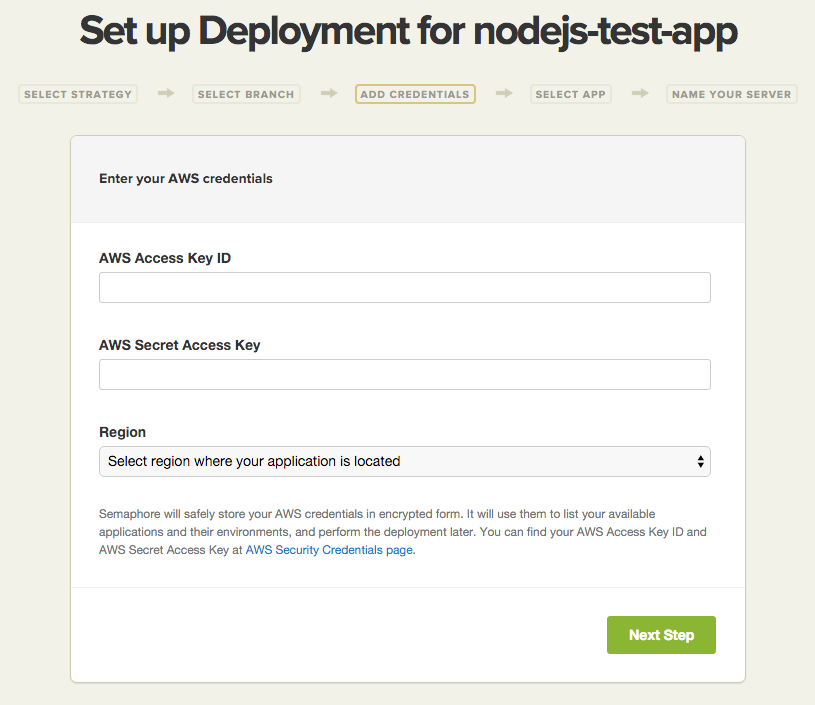 Set up Deployment for nodejs-test-app
SELECT STRATEGY SELECT BRANCH ADD CREDENTIALS SELECT APP NAME YOUR SERVER
Enter your AWS credentials
AWS Access Key ID
AWS Secret Access Key
Region
Select region where your application is located
Semaphore will safely store your AWS credentials in encrypted form. It will use them to list your available
applications and their environments, and perform the deployment later. You can find your AWS Access Key ID and
AWS Secret Access Key at AWS Security Credentials page.
Next Step